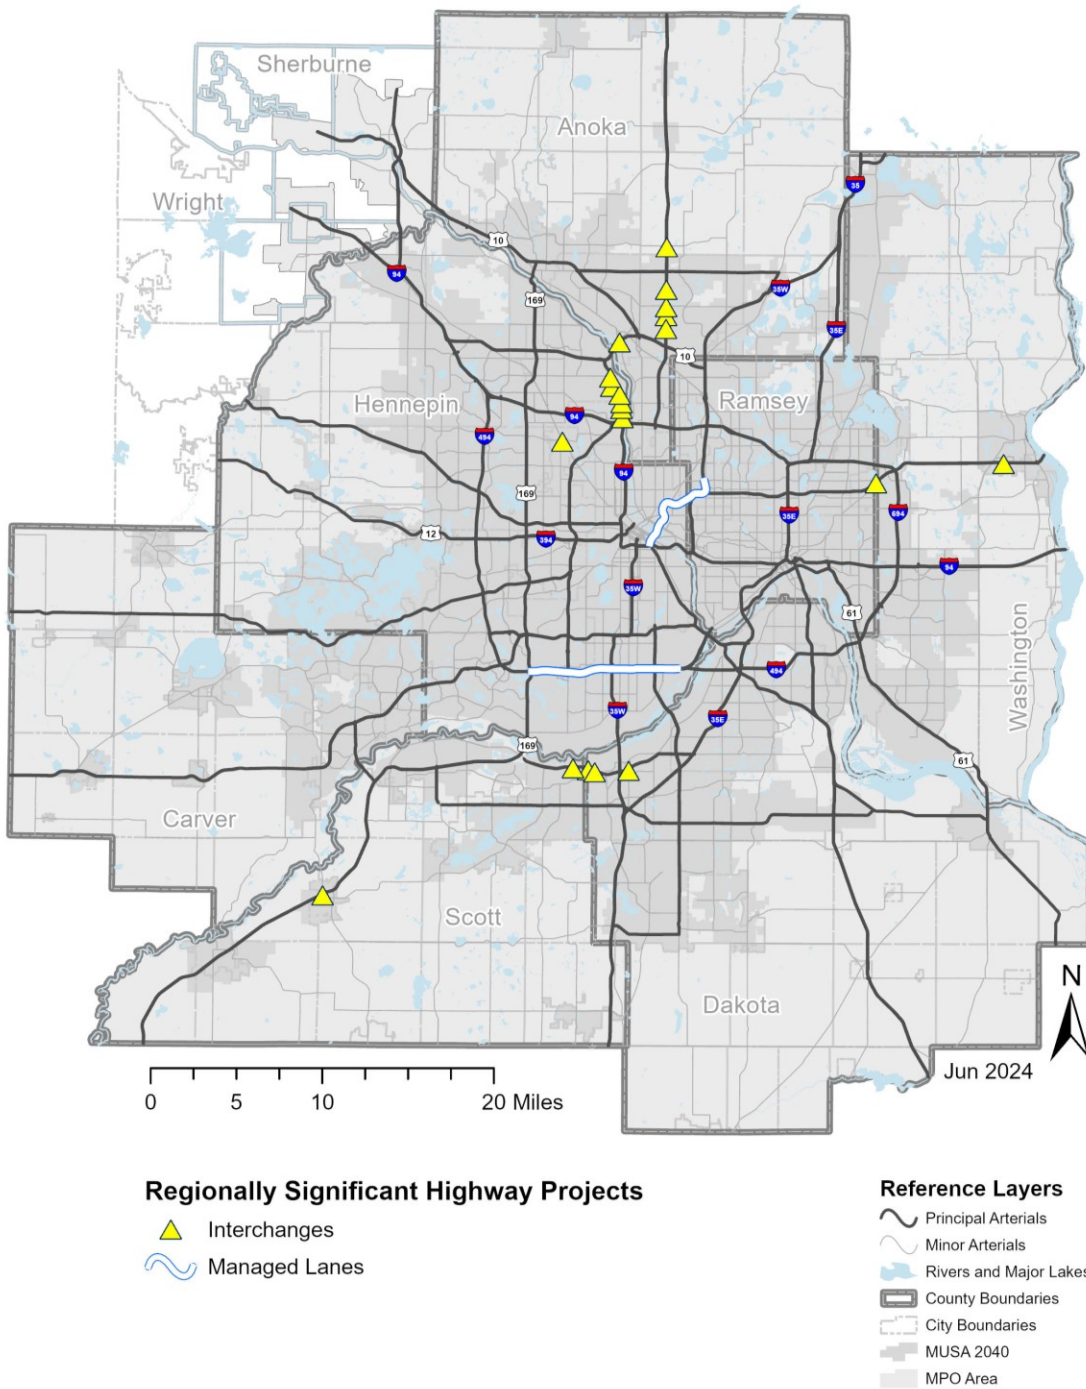 Sherburne
Anoka
Wright
35
10
94
169
35W
35E
10
Hennepin
Ramsey
94
494
94
169
35E
694
12
394
94
35W
61
Washington
494
35W
35E
169
61
Carver
Scott
Dakota
N
Jun 2024
0 5 10 20 Miles
Regionally Significant Highway Projects
Interchanges
Managed Lanes
Reference Layers
Principal Arterials
Minor Arterials
Rivers and Major Lakes
County Boundaries
City Boundaries
MUSA 2040
MPO Area